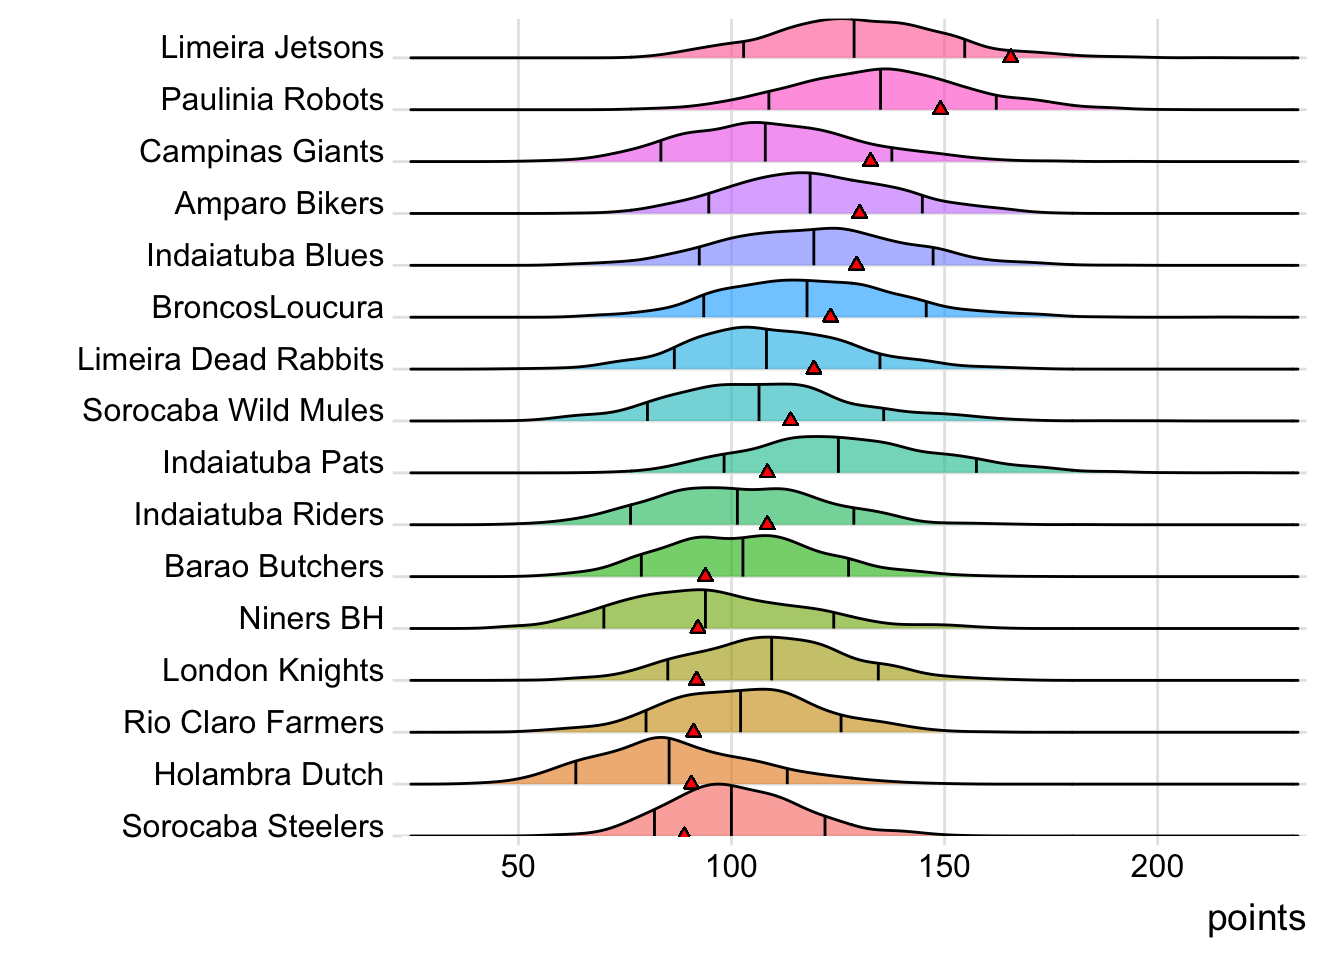 Limeira Jetsons
Paulinia Robots
Campinas Giants
Amparo Bikers
Indaiatuba Blues
BroncosLoucura
Limeira Dead Rabbits
Sorocaba Wild Mules
Indaiatuba Pats
Indaiatuba Riders
Barao Butchers
Niners BH
London Knights
Rio Claro Farmers
Holambra Dutch
Sorocaba Steelers
50 100 150 200
points